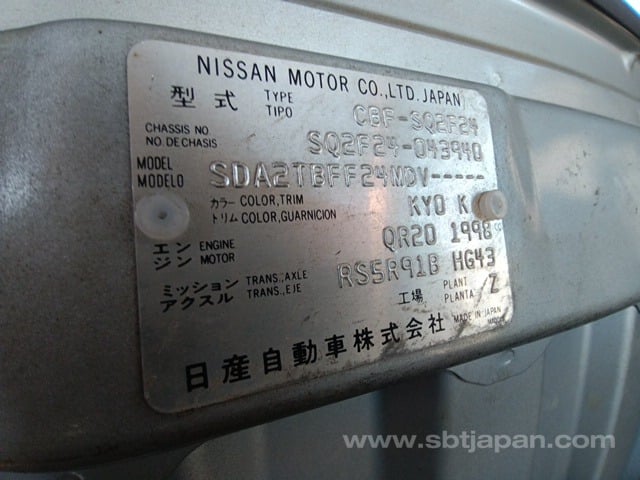 NISSAN MOTOR CO.,LTD.JAPAN
型式 TYPE TIPO CBF-SQ2F24
CHASSIS NO. NO.DE CHASIS SQ2F24-043940
MODEL MODELO SDA2TBFF24MDV-----
カラー COLOR,TRIM トリム COLOR,GUARNICION KY0 K
エンジン ENGINE MOTOR QR20 1998 cc
ミッション アクスル TRANS.,AXLE TRANS.,EJE RS5R91B HG43
工場 PLANT PLANTA Z
日産自動車株式会社 MADE IN JAPAN
www.sbtjapan.com